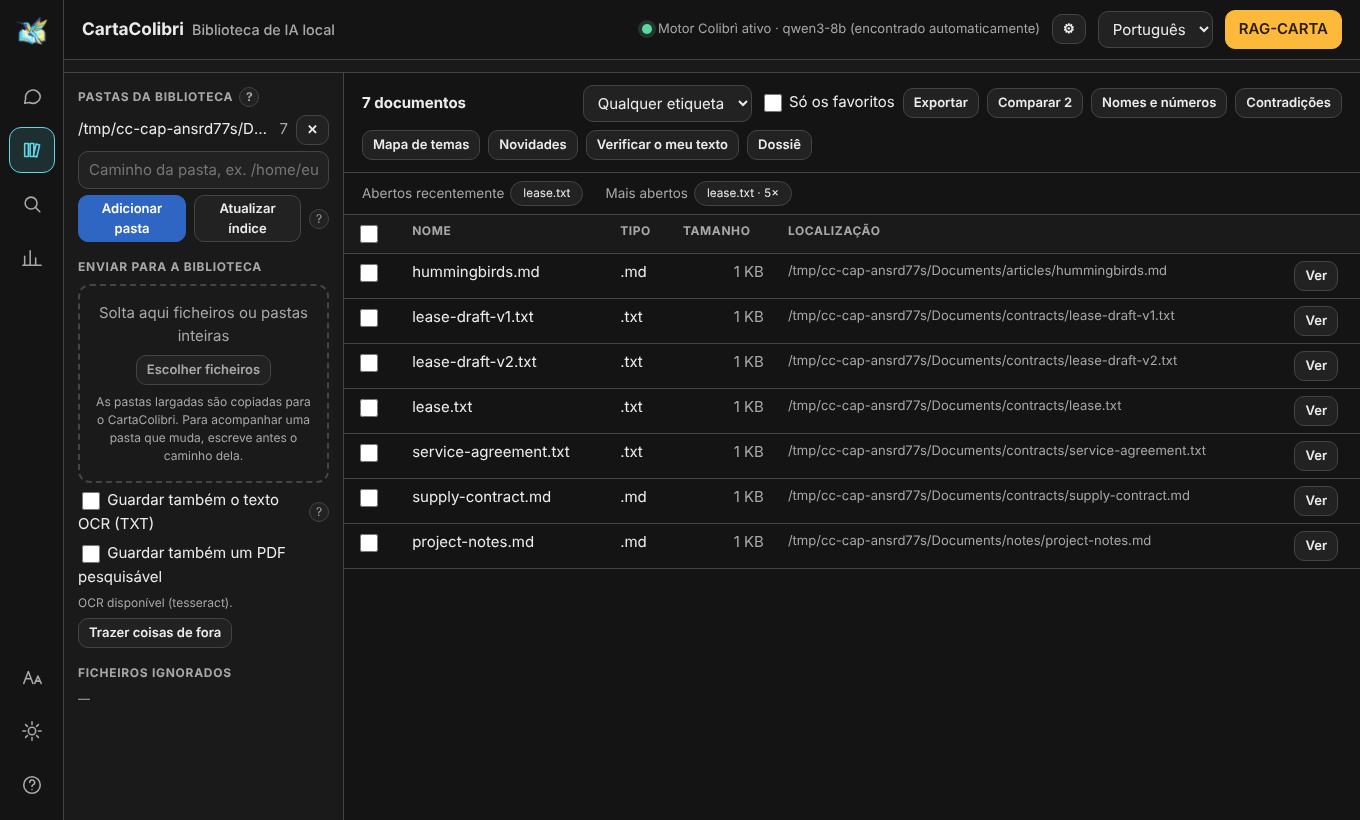 CartaColibri Biblioteca de IA local
Motor Colibrì ativo · qwen3-8b (encontrado automaticamente)
Português
RAG-CARTA
PASTAS DA BIBLIOTECA ?
/tmp/cc-cap-ansrd77s/D... 7 ×
Caminho da pasta, ex. /home/eu
Adicionar
pasta
Atualizar
índice
?
ENVIAR PARA A BIBLIOTECA
Solta aqui ficheiros ou pastas
inteiras
Escolher ficheiros
As pastas largadas são copiadas para
o CartaColibri. Para acompanhar uma
pasta que muda, escreve antes o
caminho dela.
Guardar também o texto
OCR (TXT)
?
Guardar também um PDF
pesquisável
OCR disponível (tesseract).
Trazer coisas de fora
FICHEIROS IGNORADOS
—
7 documentos
Qualquer etiqueta
Só os favoritos
Exportar
Comparar 2
Nomes e números
Contradições
Mapa de temas
Novidades
Verificar o meu texto
Dossiê
Abertos recentemente lease.txt Mais abertos lease.txt · 5×
NOME TIPO TAMANHO LOCALIZAÇÃO
hummingbirds.md .md 1 KB /tmp/cc-cap-ansrd77s/Documents/articles/hummingbirds.md Ver
lease-draft-v1.txt .txt 1 KB /tmp/cc-cap-ansrd77s/Documents/contracts/lease-draft-v1.txt Ver
lease-draft-v2.txt .txt 1 KB /tmp/cc-cap-ansrd77s/Documents/contracts/lease-draft-v2.txt Ver
lease.txt .txt 1 KB /tmp/cc-cap-ansrd77s/Documents/contracts/lease.txt Ver
service-agreement.txt .txt 1 KB /tmp/cc-cap-ansrd77s/Documents/contracts/service-agreement.txt Ver
supply-contract.md .md 1 KB /tmp/cc-cap-ansrd77s/Documents/contracts/supply-contract.md Ver
project-notes.md .md 1 KB /tmp/cc-cap-ansrd77s/Documents/notes/project-notes.md Ver
AA